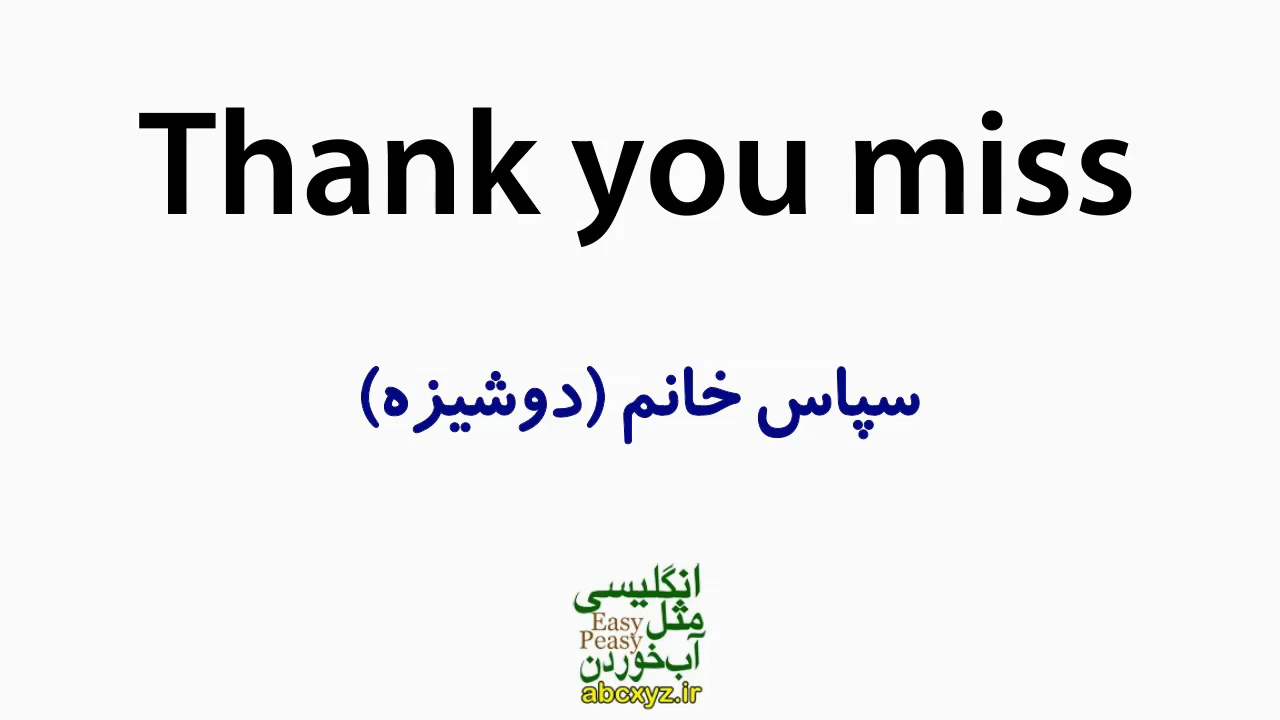 Thank you miss
سپاس خانم (دوشیزه)
انگلیسی
مثل
Easy
Peasy
آب خوردن
abcxyz.ir